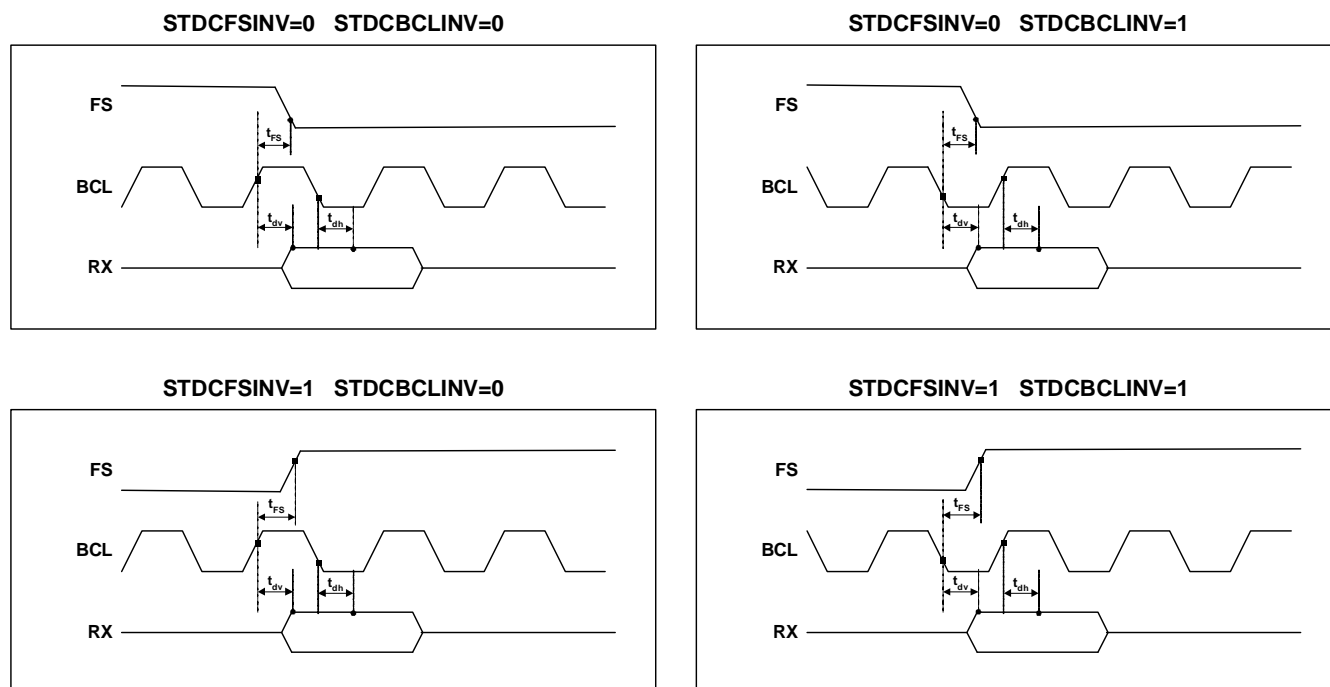 STDCFSINV=0 STDCBCLINV=0
FS
tFS
BCL
tdv
tdh
RX
STDCFSINV=0 STDCBCLINV=1
FS
tFS
BCL
tdv
tdh
RX
STDCFSINV=1 STDCBCLINV=0
FS
tFS
BCL
tdv
tdh
RX
STDCFSINV=1 STDCBCLINV=1
FS
tFS
BCL
tdv
tdh
RX